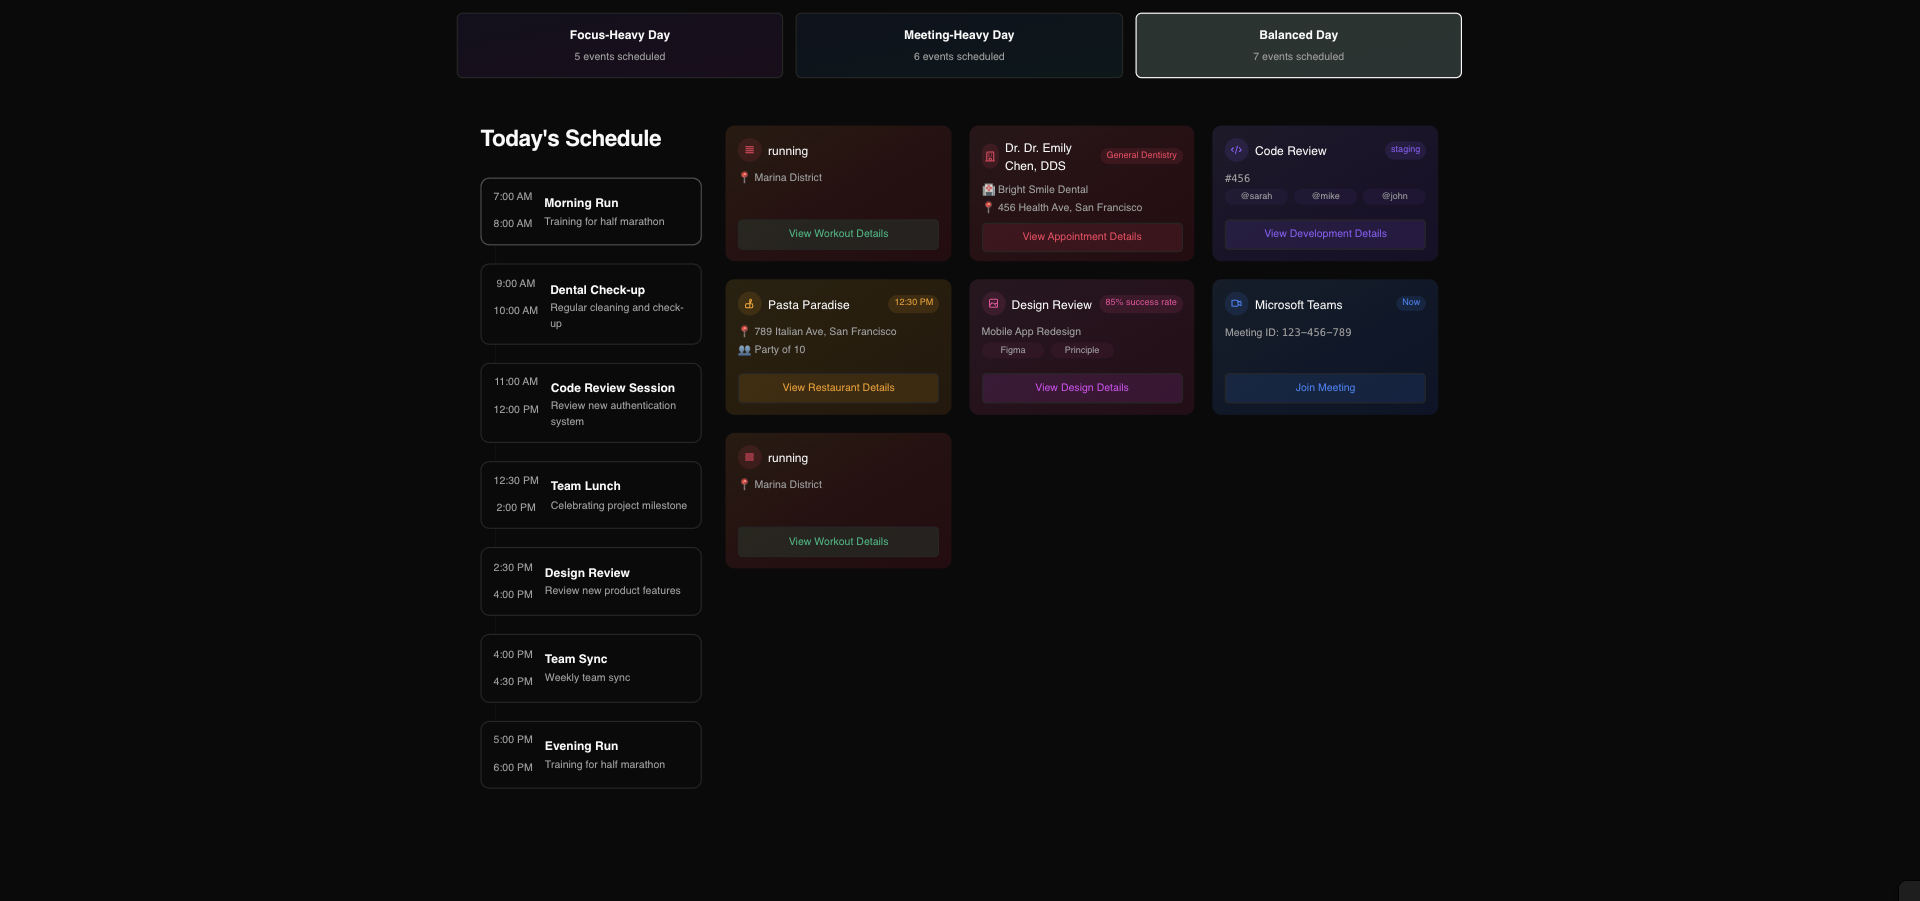 Focus-Heavy Day
5 events scheduled
Meeting-Heavy Day
6 events scheduled
Balanced Day
7 events scheduled
Today's Schedule
7:00 AM
8:00 AM
Morning Run
Training for half marathon
9:00 AM
10:00 AM
Dental Check-up
Regular cleaning and check-
up
11:00 AM
12:00 PM
Code Review Session
Review new authentication
system
12:30 PM
2:00 PM
Team Lunch
Celebrating project milestone
2:30 PM
4:00 PM
Design Review
Review new product features
4:00 PM
4:30 PM
Team Sync
Weekly team sync
5:00 PM
6:00 PM
Evening Run
Training for half marathon
running
Marina District
View Workout Details
Dr. Dr. Emily
Chen, DDS
General Dentistry
Bright Smile Dental
456 Health Ave, San Francisco
View Appointment Details
Code Review
staging
#456
@sarah
@mike
@john
View Development Details
Pasta Paradise
12:30 PM
789 Italian Ave, San Francisco
Party of 10
View Restaurant Details
Design Review
85% success rate
Mobile App Redesign
Figma
Principle
View Design Details
Microsoft Teams
Now
Meeting ID: 123-456-789
Join Meeting
running
Marina District
View Workout Details